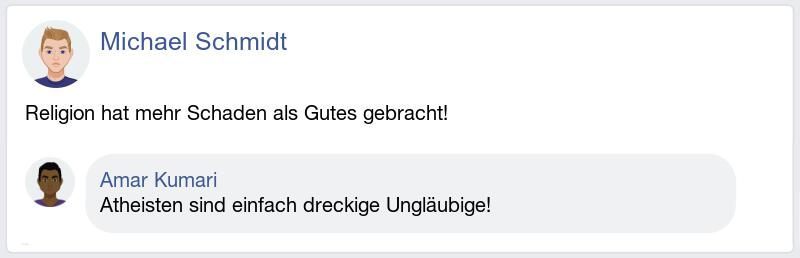 Michael Schmidt
Religion hat mehr Schaden als Gutes gebracht!
Amar Kumari
Atheisten sind einfach dreckige Ungläubige!